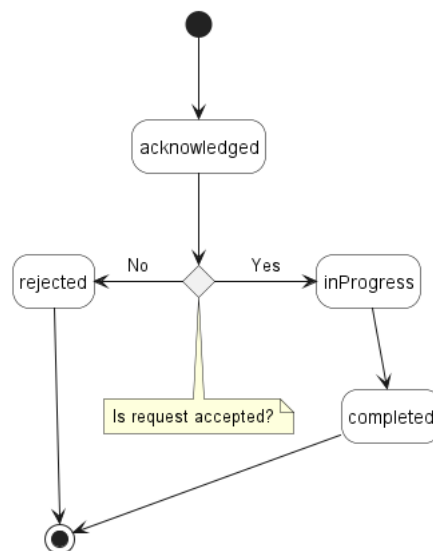 acknowledged
No
Yes
rejected
inProgress
Is request accepted?
completed